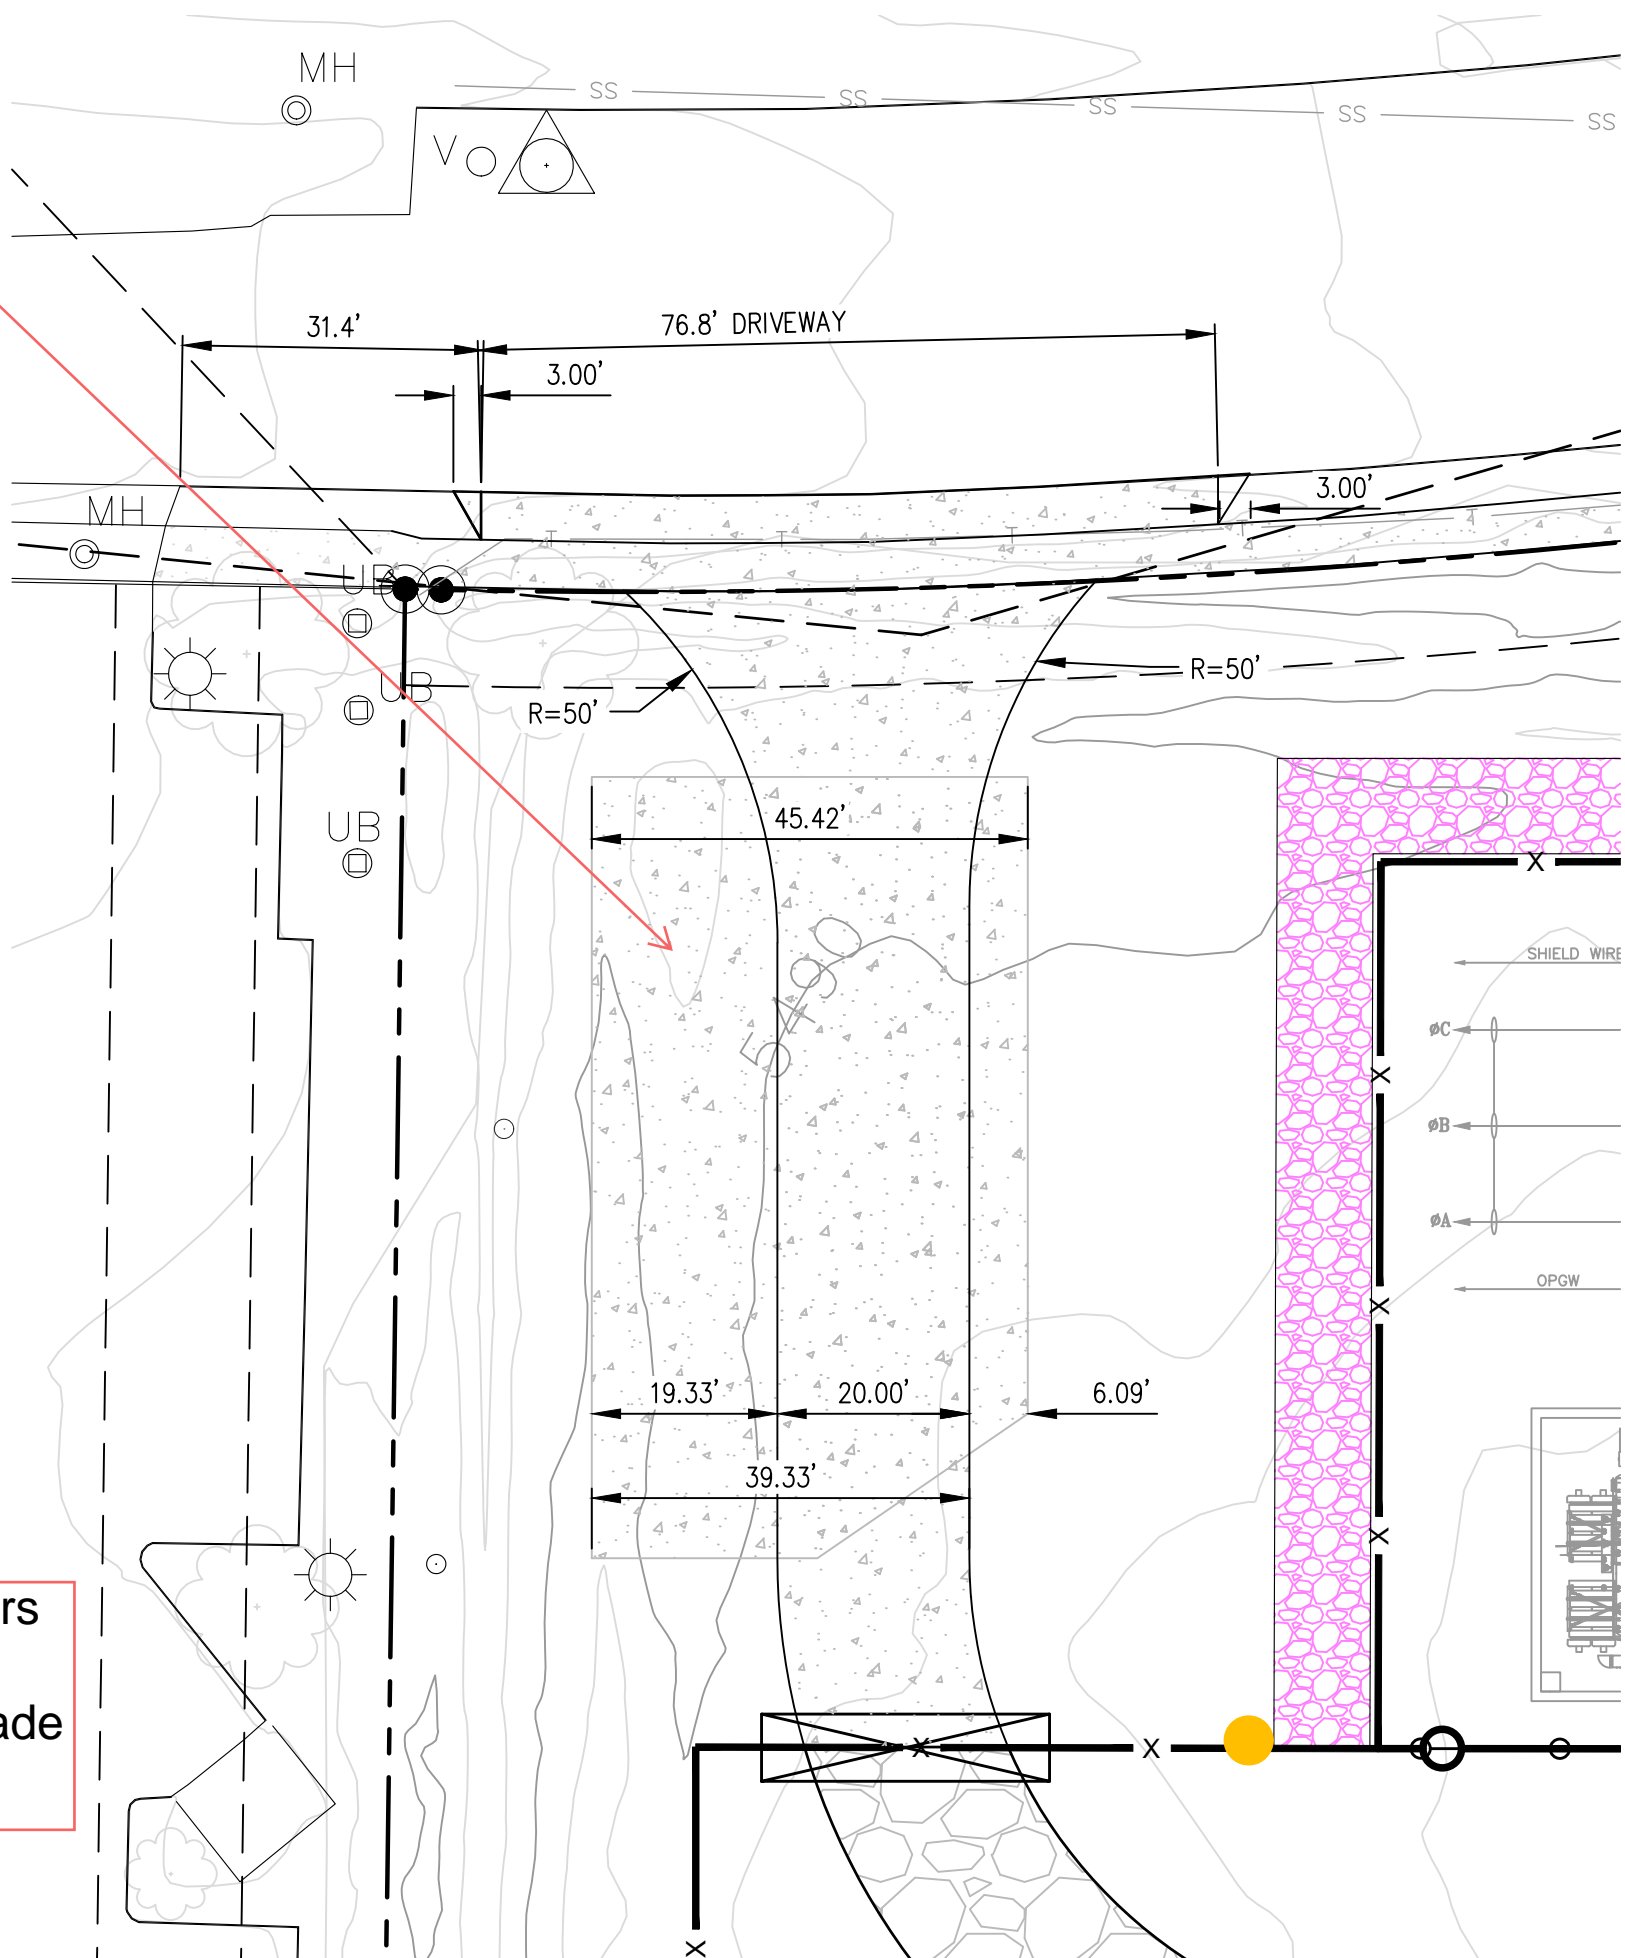 MH
SS SS SS SS SS
V
31.4'
76.8' DRIVEWAY
3.00'
3.00'
MH
T T T T T
UB
UB
R=50'
R=50'
45.42'
UB
X
5490
SHIELD WIRE
øC
X
øB
øA
OPGW
X
19.33' 20.00' 6.09'
39.33'
X
rs
ade
X X
X